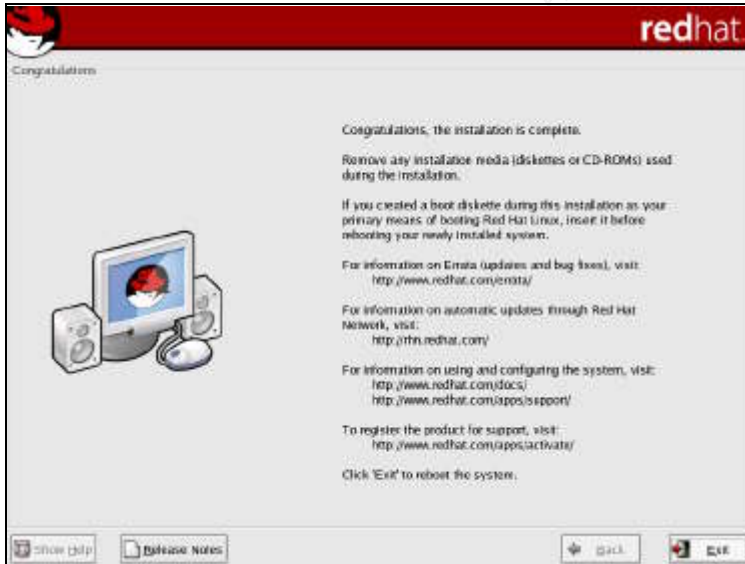 redhat.
Congratulations
Congratulations, the installation is complete.
Remove any installation media (diskettes or CD-ROMs) used
during the installation.
If you created a boot diskette during this installation as your
primary means of booting Red Hat Linux, insert it before
rebooting your newly installed system.
For information on Errata (updates and bug fixes), visit:
http://www.redhat.com/errata/
For information on automatic updates through Red Hat
Network, visit:
http://rhn.redhat.com/
For information on using and configuring the system, visit:
http://www.redhat.com/docs/
http://www.redhat.com/apps/support/
To register the product for support, visit:
http://www.redhat.com/apps/activate/
Click 'Exit' to reboot the system.
Show Help
Release Notes
Back
Exit